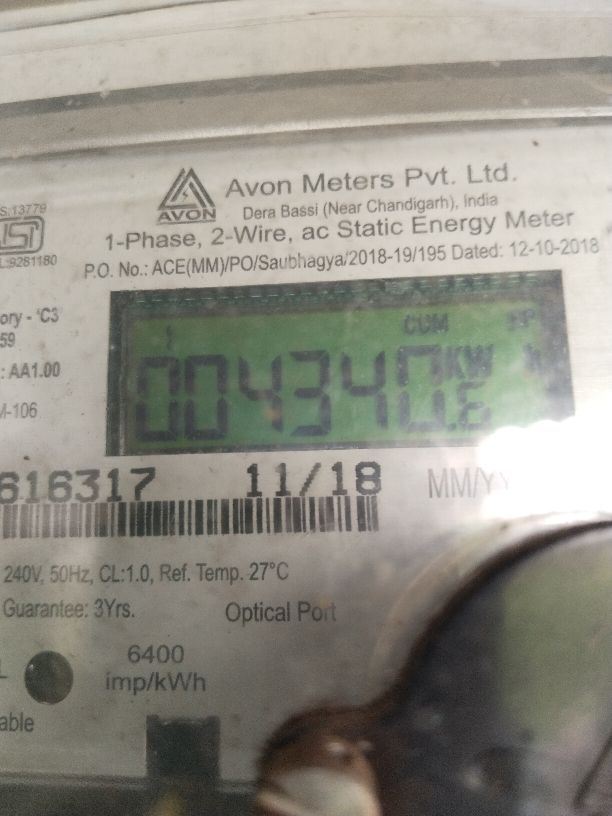 AVON
Avon Meters Pvt. Ltd.
Dera Bassi (Near Chandigarh), India
1-Phase, 2-Wire, ac Static Energy Meter
P.O. No.: ACE(MM)/PO/Saubhagya/2018-19/195 Dated: 12-10-2018
S:13779
L:9281180
ory - 'C3
59
: AA1.00
M-106
CUM
004340.6 KW h
616317 11/18 MM/YY
240V, 50Hz, CL:1.0, Ref. Temp. 27°C
Guarantee: 3Yrs. Optical Port
6400
imp/kWh
able